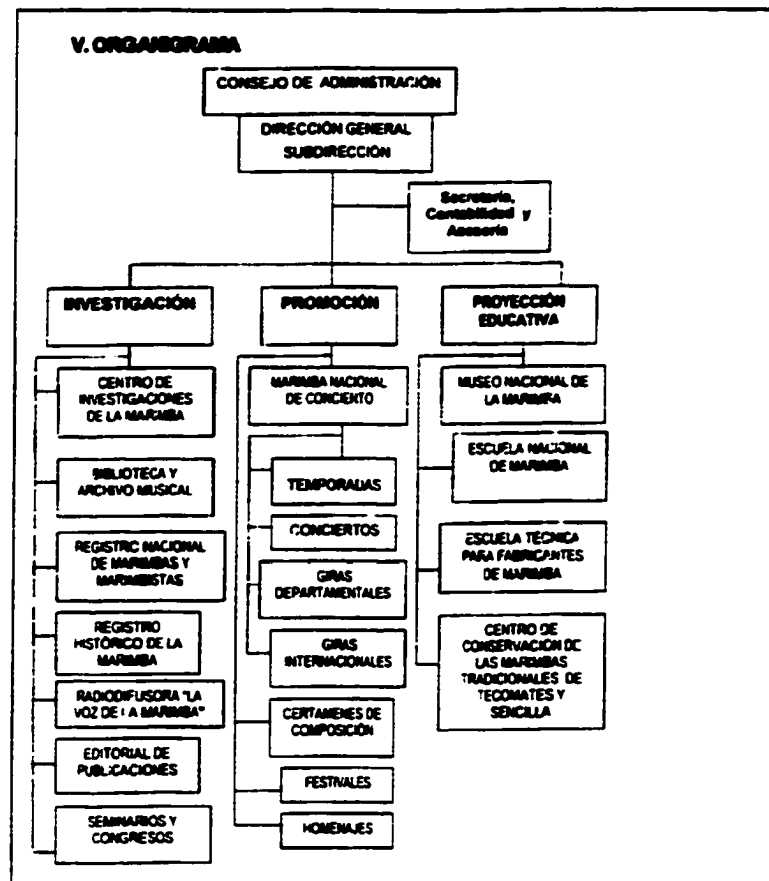 V. ORGANIGRAMA
CONSEJO DE ADMINISTRACIÓN
DIRECCIÓN GENERAL
SUBDIRECCIÓN
Secretaría,
Contabilidad y
Asesoría
INVESTIGACIÓN
CENTRO DE
INVESTIGACIONES
DE LA MARIMBA
BIBLIOTECA Y
ARCHIVO MUSICAL
REGISTRO NACIONAL
DE MARIMBAS Y
MARIMBISTAS
REGISTRO
HISTÓRICO DE LA
MARIMBA
RADIODIFUSORA "LA
VOZ DE LA MARIMBA"
EDITORIAL DE
PUBLICACIONES
SEMINARIOS Y
CONGRESOS
PROMOCIÓN
MARIMBA NACIONAL
DE CONCIERTO
TEMPORADAS
CONCIERTOS
GIRAS
DEPARTAMENTALES
GIRAS
INTERNACIONALES
CERTAMENES DE
COMPOSICIÓN
FESTIVALES
HOMENAJES
PROYECCIÓN
EDUCATIVA
MUSEO NACIONAL DE
LA MARIMBA
ESCUELA NACIONAL
DE MARIMBA
ESCUELA TÉCNICA
PARA FABRICANTES
DE MARIMBA
CENTRO DE
CONSERVACIÓN DE
LAS MARIMBAS
TRADICIONALES DE
TECOMATES Y
SENCILLA